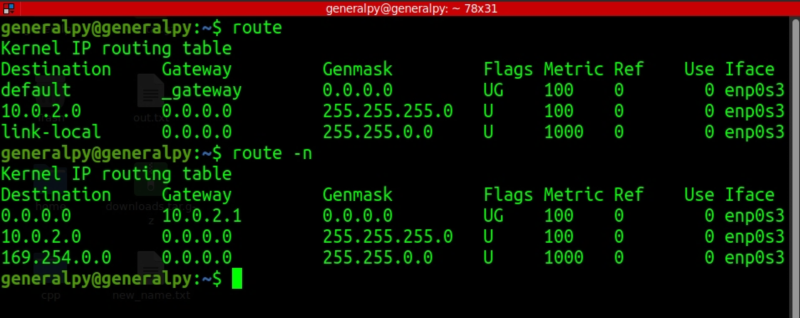 generalpy@generalpy: ~ 78x31
generalpy@generalpy:~$ route
Kernel IP routing table
Destination     Gateway         Genmask         Flags Metric Ref    Use Iface
default         _gateway        0.0.0.0         UG    100    0        0 enp0s3
10.0.2.0        0.0.0.0         255.255.255.0   U     100    0        0 enp0s3
link-local      0.0.0.0         255.255.0.0     U     1000   0        0 enp0s3
generalpy@generalpy:~$ route -n
Kernel IP routing table
Destination     Gateway         Genmask         Flags Metric Ref    Use Iface
0.0.0.0         10.0.2.1        0.0.0.0         UG    100    0        0 enp0s3
10.0.2.0        0.0.0.0         255.255.255.0   U     100    0        0 enp0s3
169.254.0.0     0.0.0.0         255.255.0.0     U     1000   0        0 enp0s3
generalpy@generalpy:~$
cpp
new_name.txt